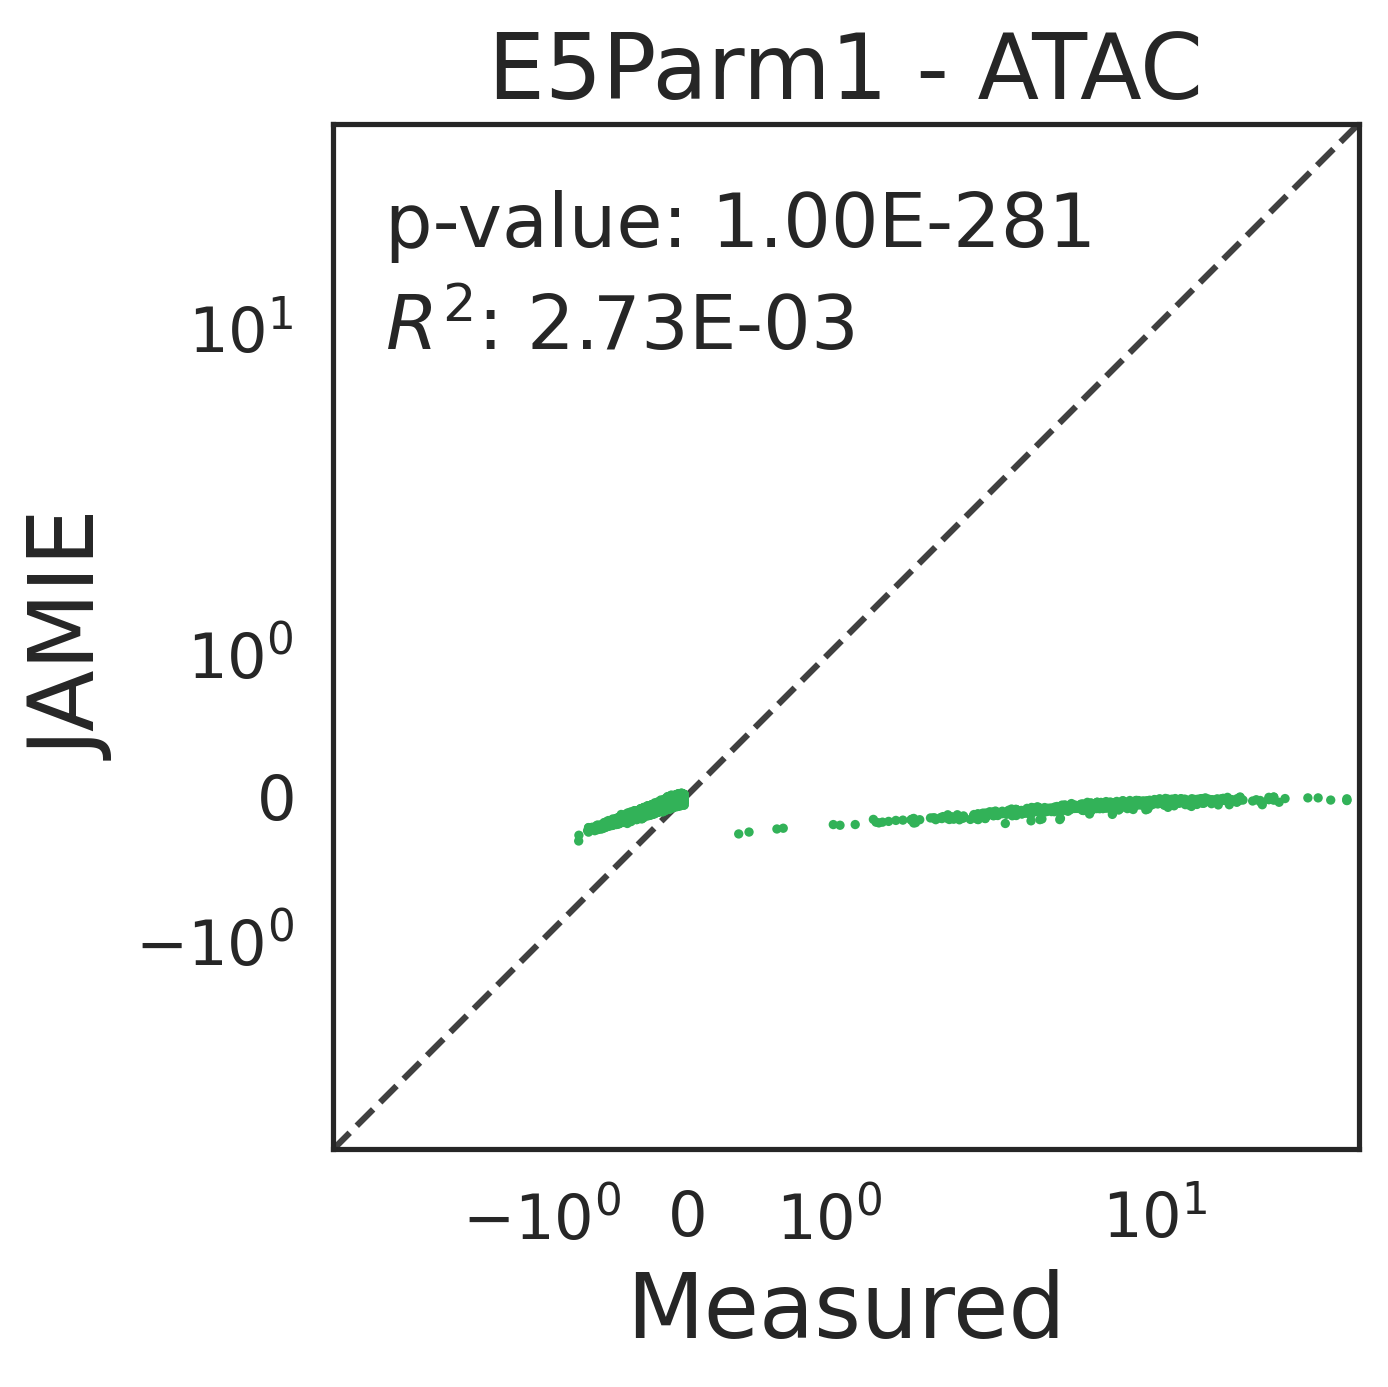 E5Parm1 - ATAC
p-value: 1.00E-281
R²: 2.73E-03
JAMIE
10¹
10⁰
0
−10⁰
−10⁰ 0 10⁰ 10¹
Measured